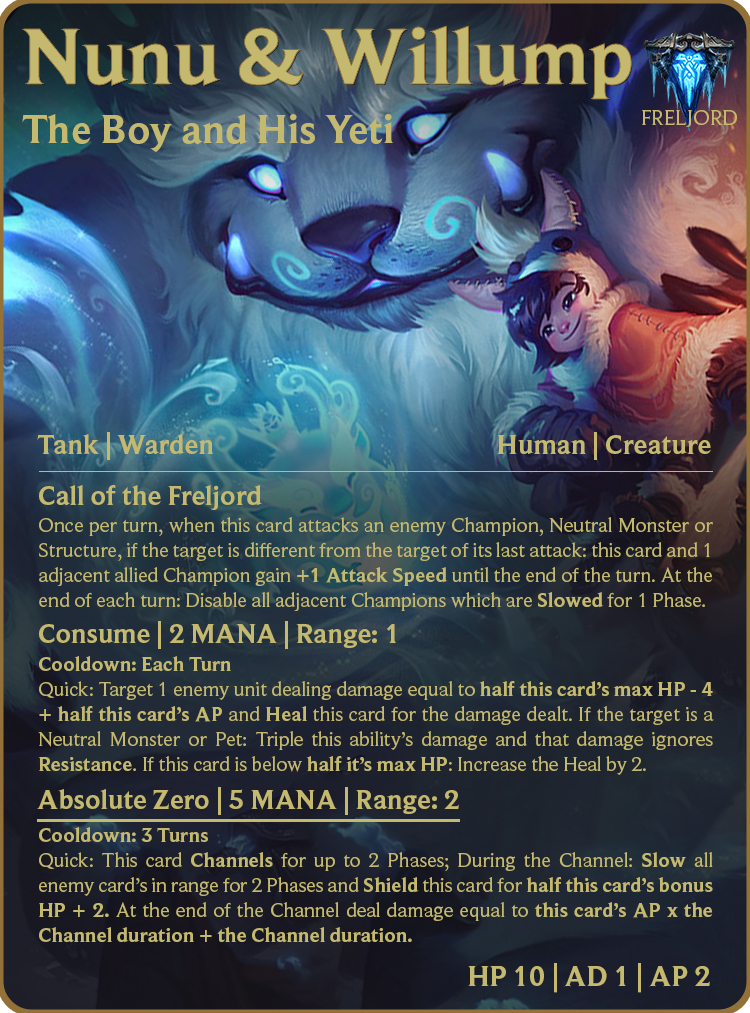 Nunu & Willump
FRELJORD
The Boy and His Yeti
Tank | Warden
Human | Creature
Call of the Freljord
Once per turn, when this card attacks an enemy Champion, Neutral Monster or
Structure, if the target is different from the target of its last attack: this card and 1
adjacent allied Champion gain +1 Attack Speed until the end of the turn. At the
end of each turn: Disable all adjacent Champions which are Slowed for 1 Phase.
Consume | 2 MANA | Range: 1
Cooldown: Each Turn
Quick: Target 1 enemy unit dealing damage equal to half this card's max HP - 4
+ half this card's AP and Heal this card for the damage dealt. If the target is a
Neutral Monster or Pet: Triple this ability's damage and that damage ignores
Resistance. If this card is below half it's max HP: Increase the Heal by 2.
Absolute Zero | 5 MANA | Range: 2
Cooldown: 3 Turns
Quick: This card Channels for up to 2 Phases; During the Channel: Slow all
enemy card's in range for 2 Phases and Shield this card for half this card's bonus
HP + 2. At the end of the Channel deal damage equal to this card's AP x the
Channel duration + the Channel duration.
HP 10 | AD 1 | AP 2